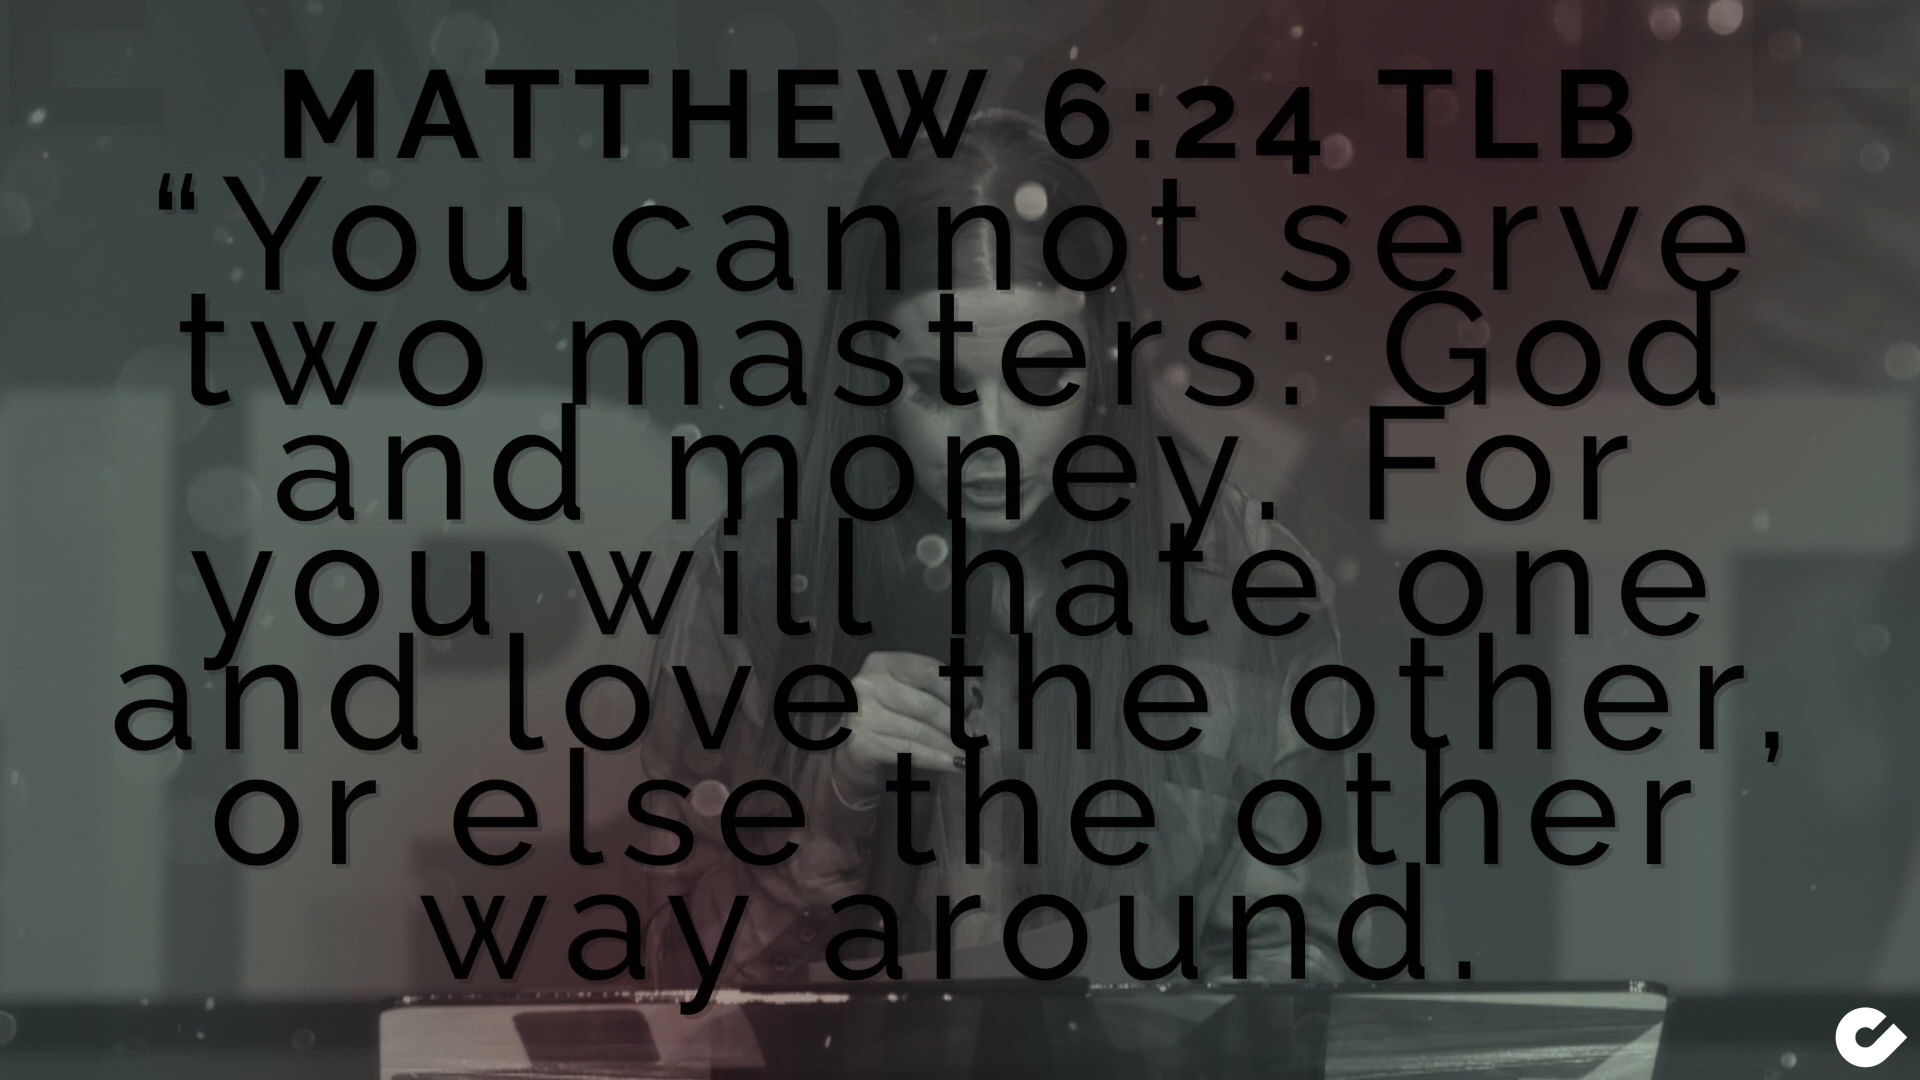 MATTHEW 6:24 TLB
“You cannot serve
two masters: God
and money. For
you will hate one
and love the other,
or else the other
way around.